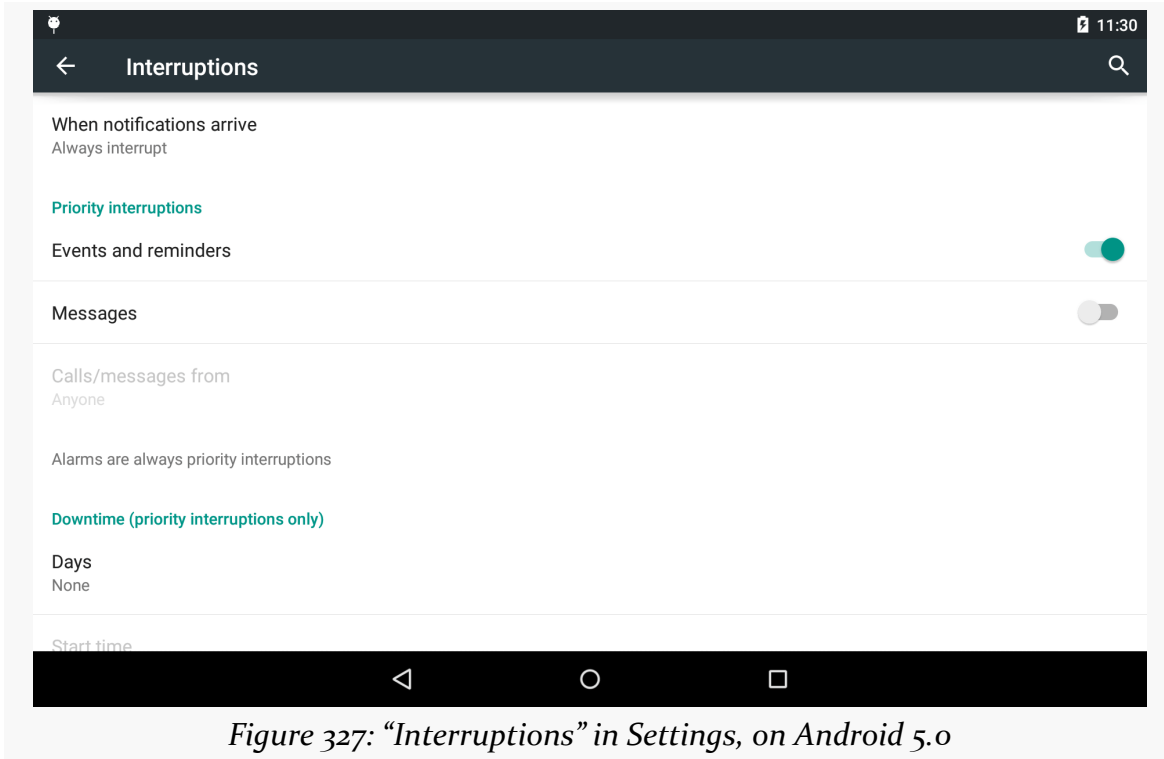 11:30
Interruptions
When notifications arrive
Always interrupt
Priority interruptions
Events and reminders
Messages
Calls/messages from
Anyone
Alarms are always priority interruptions
Downtime (priority interruptions only)
Days
None
Start time
Figure 327: “Interruptions” in Settings, on Android 5.0